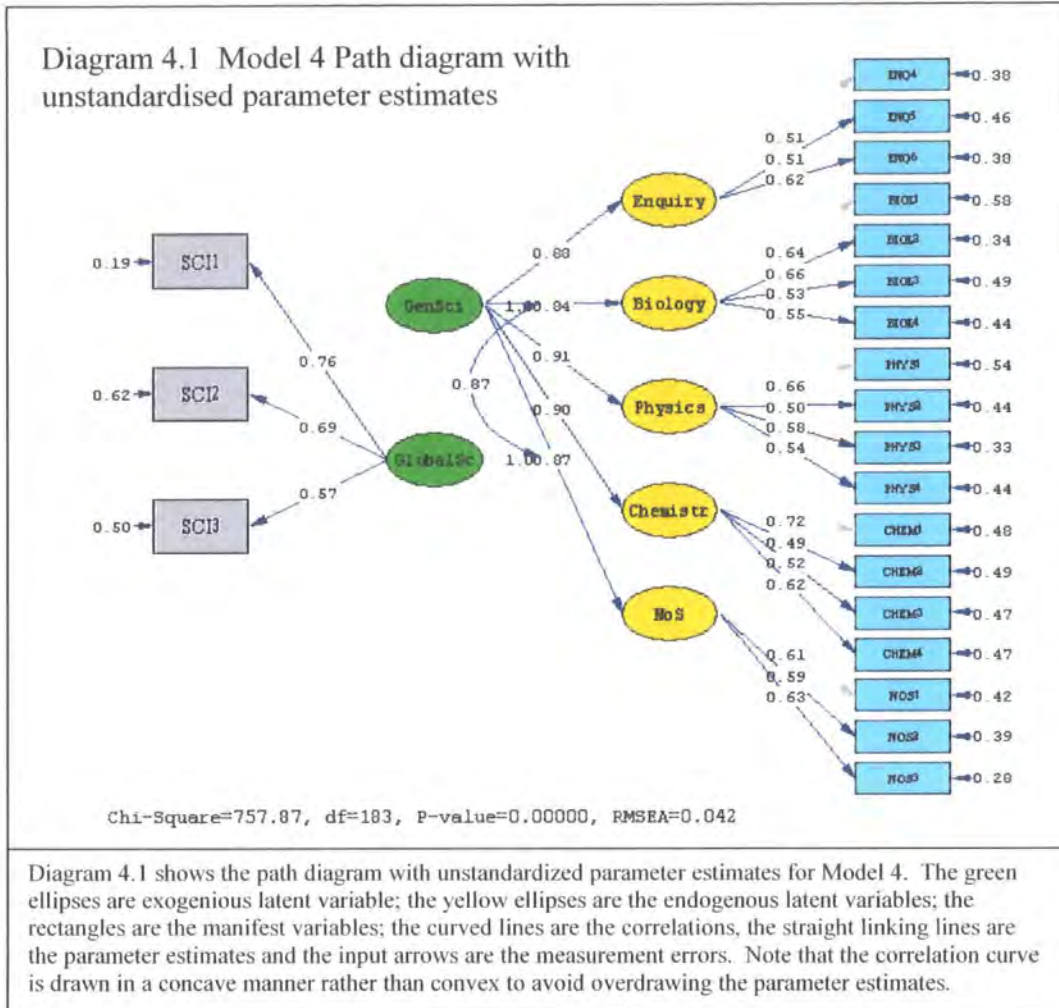 Diagram 4.1 Model 4 Path diagram with
unstandardised parameter estimates
ENQ4
0.38
ENQ5
0.46
ENQ6
0.38
BIOL1
0.58
BIOL2
0.34
BIOL3
0.49
BIOL4
0.44
PHYS1
0.54
PHYS2
0.44
PHYS3
0.33
PHYS4
0.44
CHEM1
0.48
CHEM2
0.49
CHEM3
0.47
CHEM4
0.47
NOS1
0.42
NOS2
0.39
NOS3
0.28
0.51
0.51
0.62
0.64
0.66
0.53
0.55
0.66
0.50
0.58
0.54
0.72
0.49
0.52
0.62
0.61
0.59
0.63
Enquiry
Biology
Physics
Chemistr
NoS
0.88
1.00.84
0.91
0.87
0.90
1.00.87
GenSci
GlobalSc
0.76
0.69
0.57
0.19
SCI1
0.62
SCI2
0.50
SCI3
Chi-Square=757.87, df=183, P-value=0.00000, RMSEA=0.042
Diagram 4.1 shows the path diagram with unstandardized parameter estimates for Model 4. The green
ellipses are exogenious latent variable; the yellow ellipses are the endogenous latent variables; the
rectangles are the manifest variables; the curved lines are the correlations, the straight linking lines are
the parameter estimates and the input arrows are the measurement errors. Note that the correlation curve
is drawn in a concave manner rather than convex to avoid overdrawing the parameter estimates.